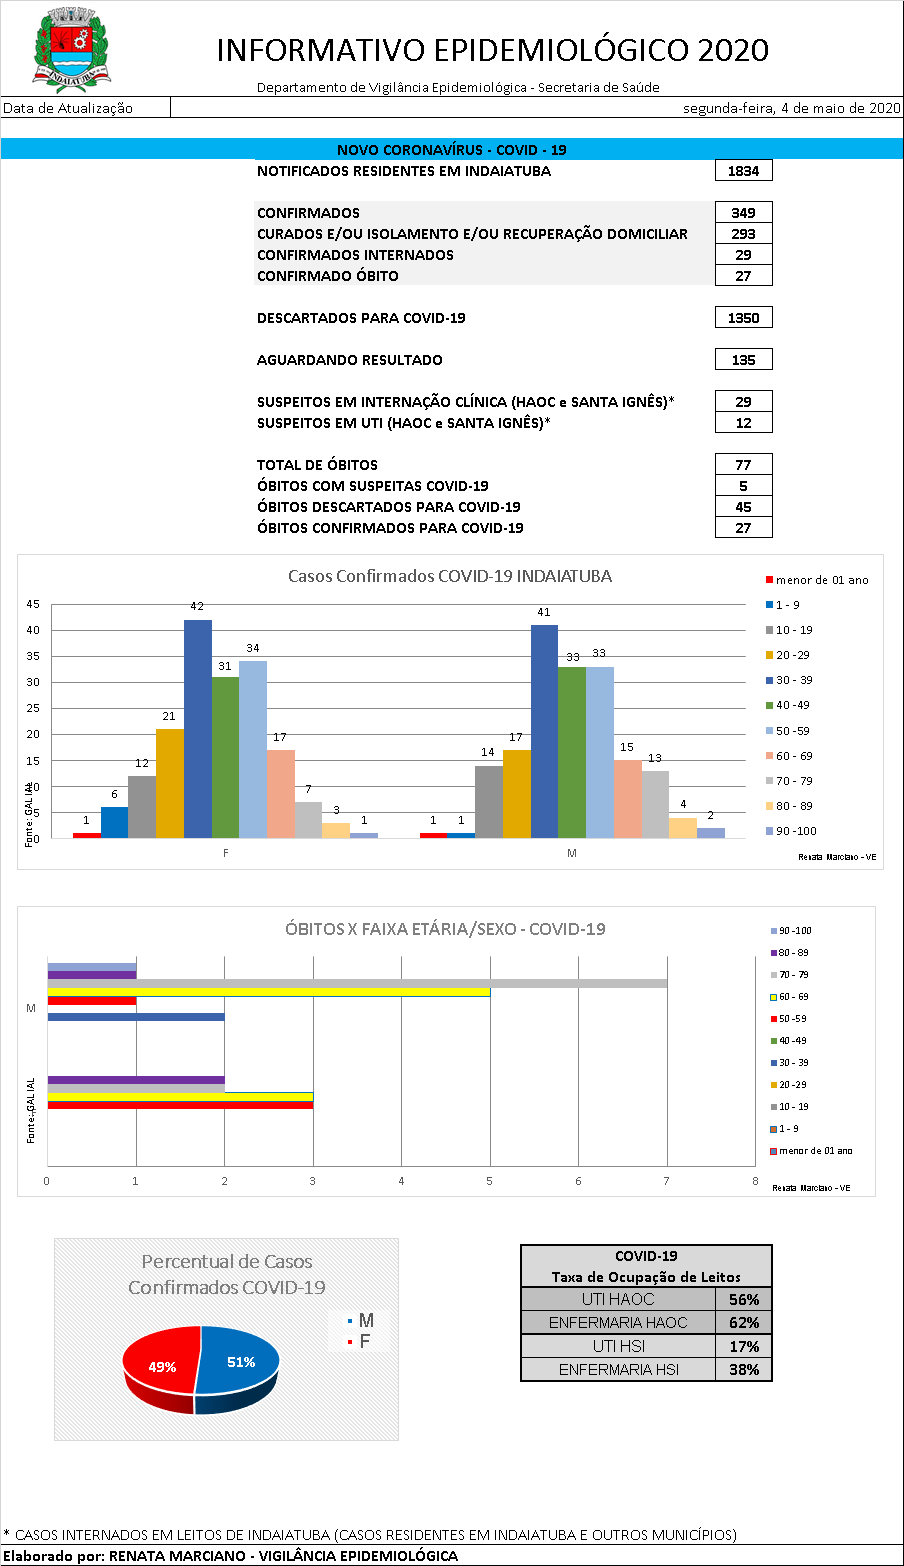 INDAIATUBA
INFORMATIVO EPIDEMIOLÓGICO 2020
Departamento de Vigilância Epidemiológica - Secretaria de Saúde
Data de Atualização segunda-feira, 4 de maio de 2020
NOVO CORONAVÍRUS - COVID - 19
NOTIFICADOS RESIDENTES EM INDAIATUBA 1834
CONFIRMADOS 349
CURADOS E/OU ISOLAMENTO E/OU RECUPERAÇÃO DOMICILIAR 293
CONFIRMADOS INTERNADOS 29
CONFIRMADO ÓBITO 27
DESCARTADOS PARA COVID-19 1350
AGUARDANDO RESULTADO 135
SUSPEITOS EM INTERNAÇÃO CLÍNICA (HAOC e SANTA IGNÊS)* 29
SUSPEITOS EM UTI (HAOC e SANTA IGNÊS)* 12
TOTAL DE ÓBITOS 77
ÓBITOS COM SUSPEITAS COVID-19 5
ÓBITOS DESCARTADOS PARA COVID-19 45
ÓBITOS CONFIRMADOS PARA COVID-19 27
Casos Confirmados COVID-19 INDAIATUBA
45
40
35
30
25
20
15
10
5
0
Fonte: GAL IAL
1 6 12 21 42 31 34 17 7 3 1
1 1 14 17 41 33 33 15 13 4 2
F M
menor de 01 ano
1 - 9
10 - 19
20 -29
30 - 39
40 -49
50 -59
60 - 69
70 - 79
80 - 89
90 -100
Renata Marciano - VE
ÓBITOS X FAIXA ETÁRIA/SEXO - COVID-19
M
Fonte: GAL IAL
0 1 2 3 4 5 6 7 8
90 -100
80 - 89
70 - 79
60 - 69
50 -59
40 -49
30 - 39
20 -29
10 - 19
1 - 9
menor de 01 ano
Renata Marciano - VE
Percentual de Casos
Confirmados COVID-19
M
F
49% 51%
COVID-19
Taxa de Ocupação de Leitos
UTI HAOC 56%
ENFERMARIA HAOC 62%
UTI HSI 17%
ENFERMARIA HSI 38%
* CASOS INTERNADOS EM LEITOS DE INDAIATUBA (CASOS RESIDENTES EM INDAIATUBA E OUTROS MUNICÍPIOS)
Elaborado por: RENATA MARCIANO - VIGILÂNCIA EPIDEMIOLÓGICA